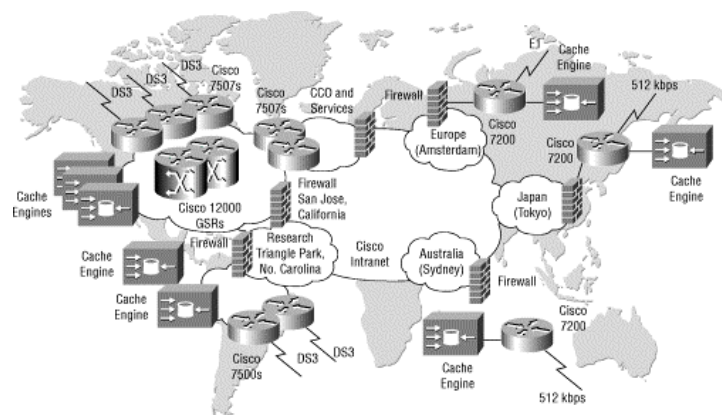 DS3
DS3
DS3
Cisco
7507s
Cisco
7507s
CCO and
Services
Firewall
E1
Cache
Engine
Cisco
7200
512 kbps
Europe
(Amsterdam)
Cisco
7200
Cache
Engine
Cache
Engines
Cisco 12000
GSRs
Firewall
San Jose,
California
Japan
(Tokyo)
Cache
Engine
Firewall
Research
Triangle Park,
No. Carolina
Cisco
Intranet
Australia
(Sydney)
Firewall
Cache
Engine
Cisco
7500s
DS3
DS3
Cache
Engine
Cisco
7200
512 kbps